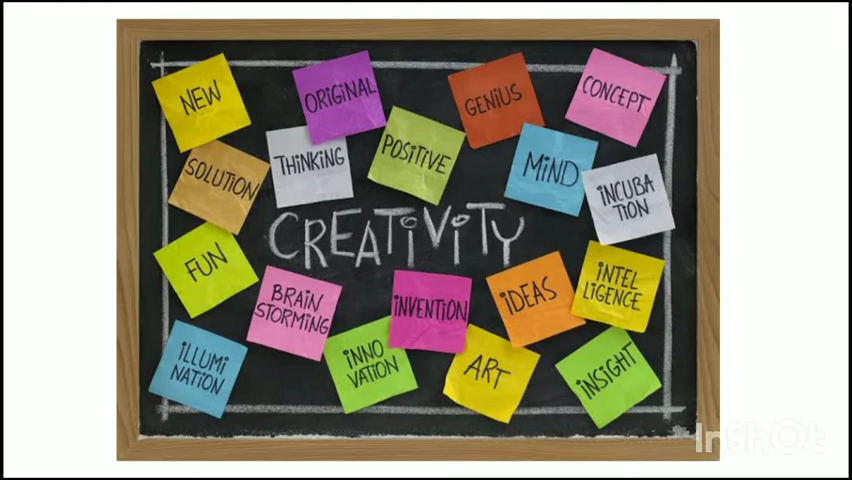 NEW
ORiGiNAL
GENiUS
CONCEPT
SOLUTiON
THiNKiNG
POSiTiVE
MiND
iNCUBA
TiON
CREATiViTY
FUN
BRAiN
STORMiNG
iNVENTiON
iDEAS
iNTEL
LiGENCE
iLLUMi
NATiON
iNNO
VATiON
ART
iNSiGHT
InShOt